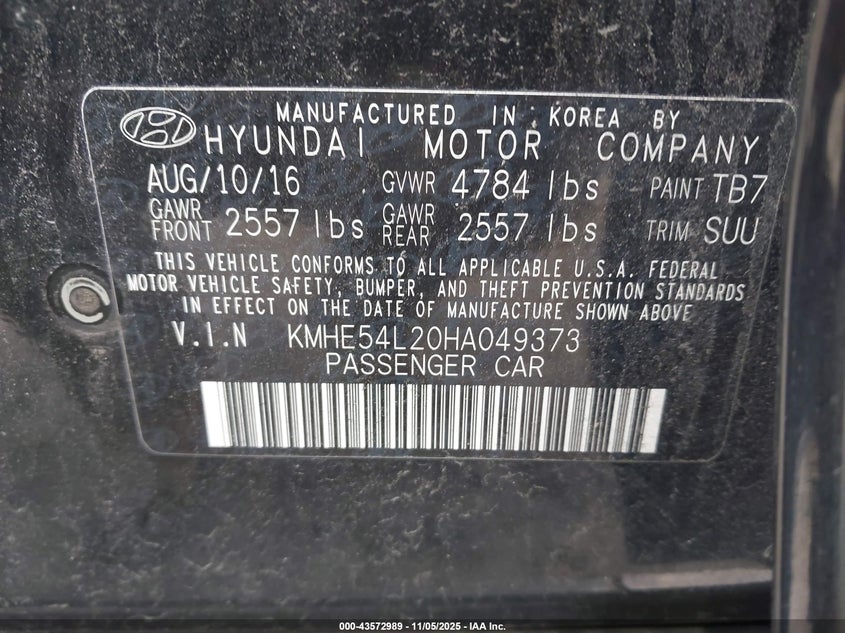 MANUFACTURED IN KOREA BY
HYUNDAI MOTOR COMPANY
AUG/10/16 GVWR 4784 lbs PAINT TB7
GAWR FRONT 2557 lbs GAWR REAR 2557 lbs TRIM SUU
THIS VEHICLE CONFORMS TO ALL APPLICABLE U.S.A. FEDERAL
MOTOR VEHICLE SAFETY, BUMPER, AND THEFT PREVENTION STANDARDS
IN EFFECT ON THE DATE OF MANUFACTURE SHOWN ABOVE
V.I.N KMHE54L20HA049373
PASSENGER CAR
000-43572989 - 11/05/2025 - IAA Inc.